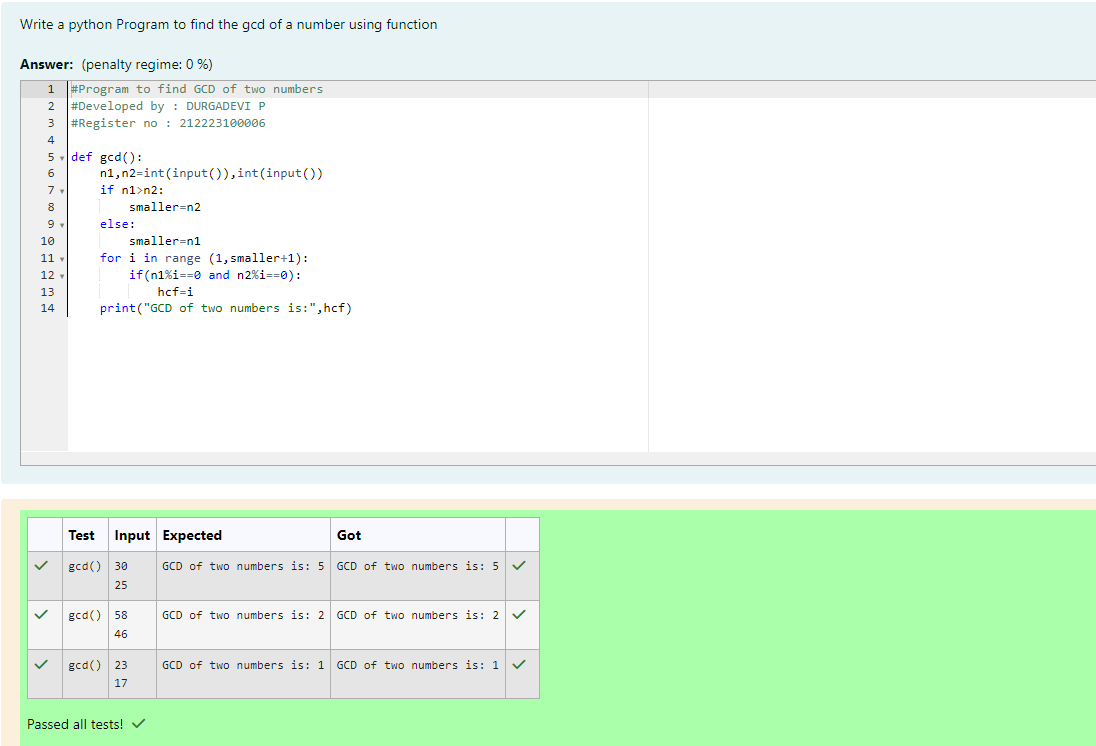 Write a python Program to find the gcd of a number using function
Answer: (penalty regime: 0 %)
1 #Program to find GCD of two numbers
2 #Developed by : DURGADEVI P
3 #Register no : 212223100006
4
5 def gcd():
6     n1,n2=int(input()),int(input())
7     if n1>n2:
8         smaller=n2
9     else:
10         smaller=n1
11     for i in range (1,smaller+1):
12         if(n1%i==0 and n2%i==0):
13             hcf=i
14     print("GCD of two numbers is:",hcf)
Test Input Expected Got
gcd() 30 GCD of two numbers is: 5 GCD of two numbers is: 5
25
gcd() 58 GCD of two numbers is: 2 GCD of two numbers is: 2
46
gcd() 23 GCD of two numbers is: 1 GCD of two numbers is: 1
17
Passed all tests!